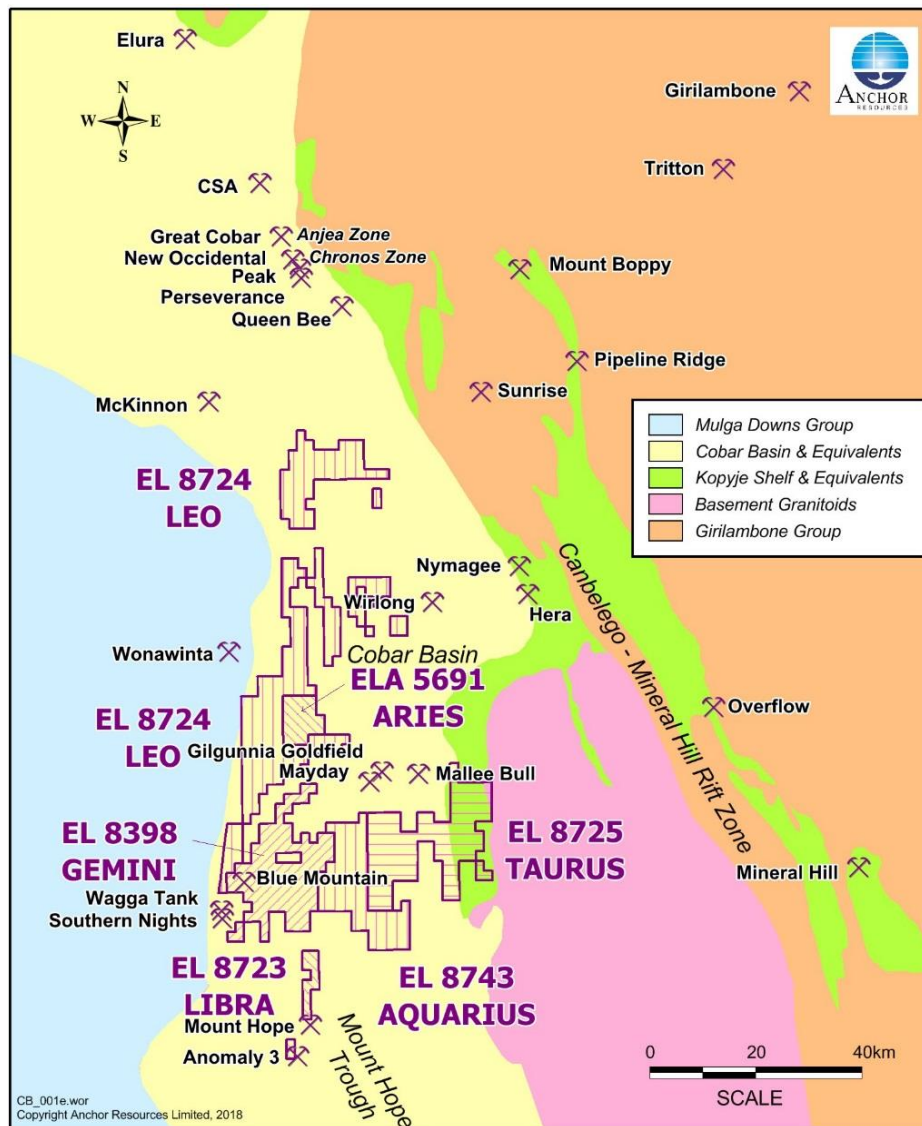 Elura
N
W E
S
ANCHOR
RESOURCES
Girilambone
Tritton
CSA
Great Cobar
Anjea Zone
New Occidental
Chronos Zone
Peak
Perseverance
Queen Bee
Mount Boppy
Pipeline Ridge
Sunrise
McKinnon
Mulga Downs Group
Cobar Basin & Equivalents
Kopyje Shelf & Equivalents
Basement Granitoids
Girilambone Group
EL 8724
LEO
Nymagee
Hera
Wirlong
Canbelego - Mineral Hill Rift Zone
Wonawinta
Cobar Basin
ELA 5691
ARIES
EL 8724
LEO
Gilgunnia Goldfield
Mayday
Mallee Bull
Overflow
EL 8398
GEMINI
Blue Mountain
EL 8725
TAURUS
Mineral Hill
Wagga Tank
Southern Nights
EL 8723
LIBRA
EL 8743
AQUARIUS
Mount Hope
Anomaly 3
Mount Hope
Trough
0 20 40km
SCALE
CB_001e.wor
Copyright Anchor Resources Limited, 2018